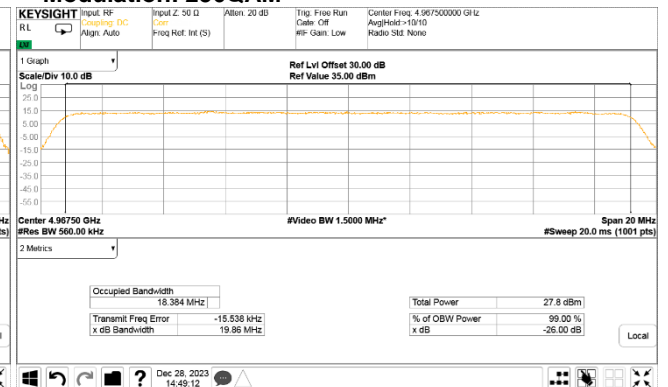 KEYSIGHT Input: RF Input Z: 50 Ω Atten: 20 dB Trig: Free Run Center Freq: 4.967500000 GHz
RL Coupling: DC Corr Gate: Off Avg|Hold:>10/10
Align: Auto Freq Ref: Int (S) #IF Gain: Low Radio Std: None
1 Graph
Ref Lvl Offset 30.00 dB
Scale/Div 10.0 dB Ref Value 35.00 dBm
Log
25.0
15.0
5.00
-5.00
-15.0
-25.0
-35.0
-45.0
-55.0
Hz Center 4.96750 GHz #Video BW 1.5000 MHz* Span 20 MHz
ts) #Res BW 560.00 kHz #Sweep 20.0 ms (1001 pts)
2 Metrics
Occupied Bandwidth
18.384 MHz Total Power 27.8 dBm
Transmit Freq Error -15.538 kHz % of OBW Power 99.00 %
x dB Bandwidth 19.86 MHz x dB -26.00 dB
Local
? Dec 28, 2023
14:49:12